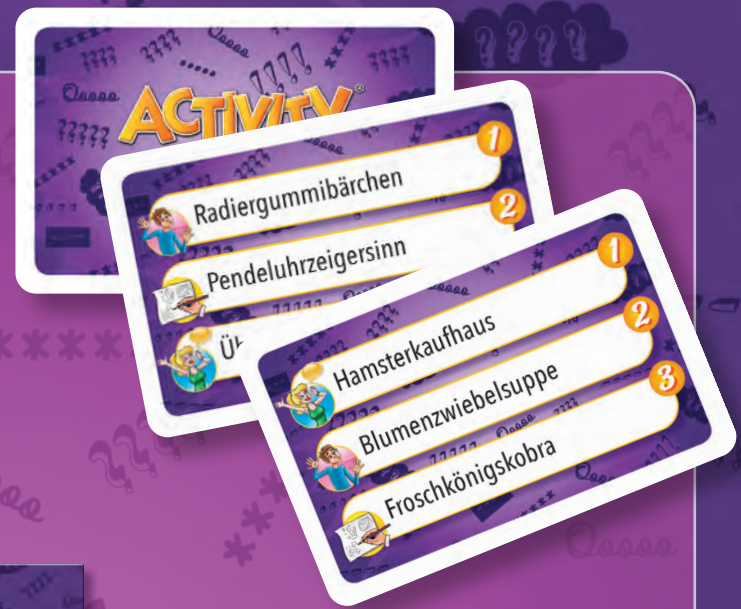 ACTIVITY®
1
Radiergummibärchen
2
Pendeluhrzeigersinn
1
Hamsterkaufhaus
2
Blumenzwiebelsuppe
3
Froschkönigskobra